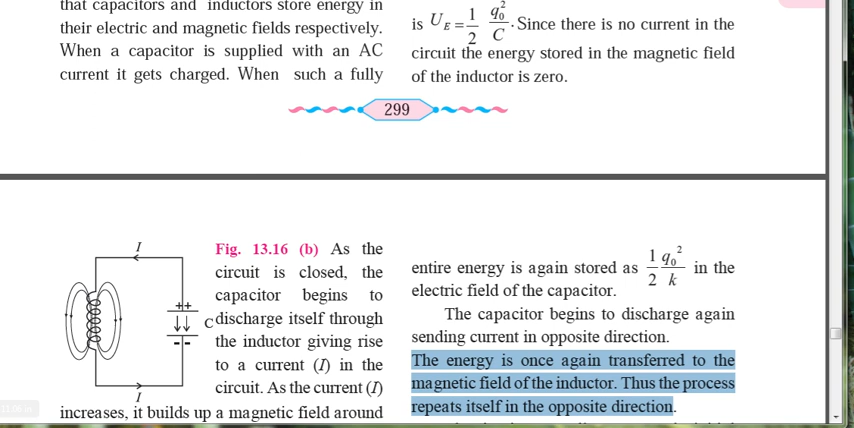 that capacitors and inductors store energy in
their electric and magnetic fields respectively.
When a capacitor is supplied with an AC
current it gets charged. When such a fully
is U_E = 1/2 q₀²/C. Since there is no current in the
circuit the energy stored in the magnetic field
of the inductor is zero.
299
I
++
C
--
I
Fig. 13.16 (b) As the
circuit is closed, the
capacitor begins to
discharge itself through
the inductor giving rise
to a current (I) in the
circuit. As the current (I)
increases, it builds up a magnetic field around
entire energy is again stored as 1/2 q₀²/k in the
electric field of the capacitor.
The capacitor begins to discharge again
sending current in opposite direction.
The energy is once again transferred to the
magnetic field of the inductor. Thus the process
repeats itself in the opposite direction.